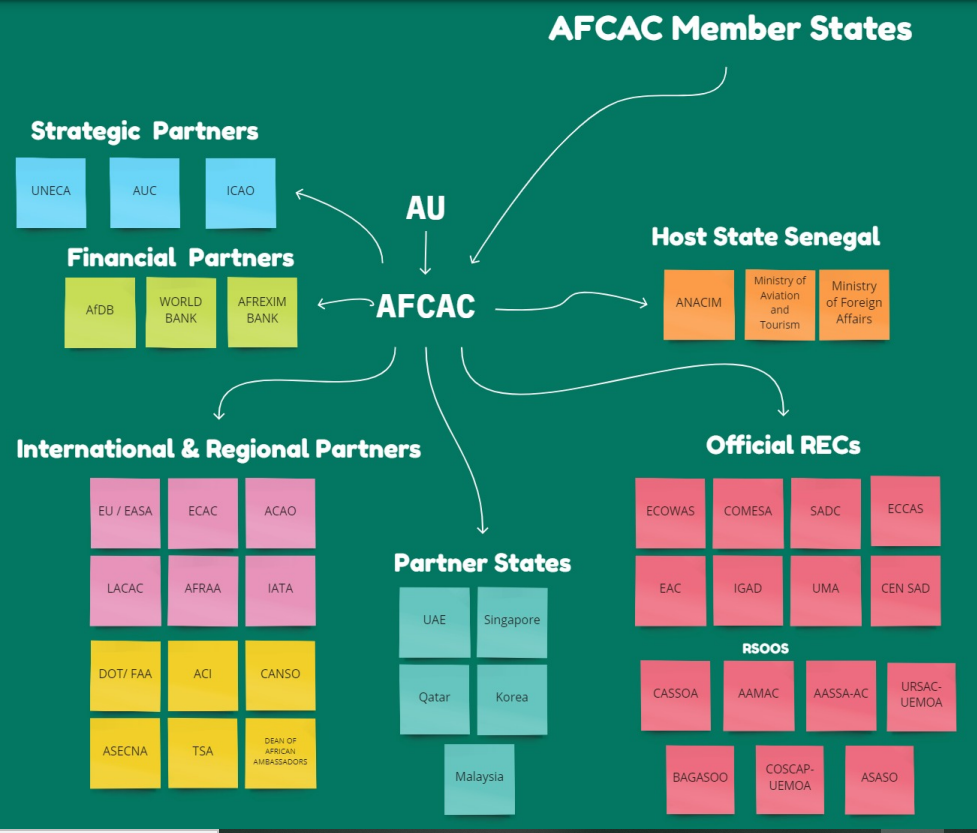 AFCAC Member States
Strategic Partners
UNECA
AUC
ICAO
AU
Financial Partners
AfDB
WORLD
BANK
AFREXIM
BANK
AFCAC
Host State Senegal
ANACIM
Ministry of
Aviation
and
Tourism
Ministry
of Foreign
Affairs
International & Regional Partners
EU / EASA
ECAC
ACAO
LACAC
AFRAA
IATA
DOT/ FAA
ACI
CANSO
ASECNA
TSA
DEAN OF
AFRICAN
AMBASSADORS
Partner States
UAE
Singapore
Qatar
Korea
Malaysia
Official RECs
ECOWAS
COMESA
SADC
ECCAS
EAC
IGAD
UMA
CEN SAD
RSOOS
CASSOA
AAMAC
AASSA-AC
URSAC-
UEMOA
BAGASOO
COSCAP-
UEMOA
ASASO